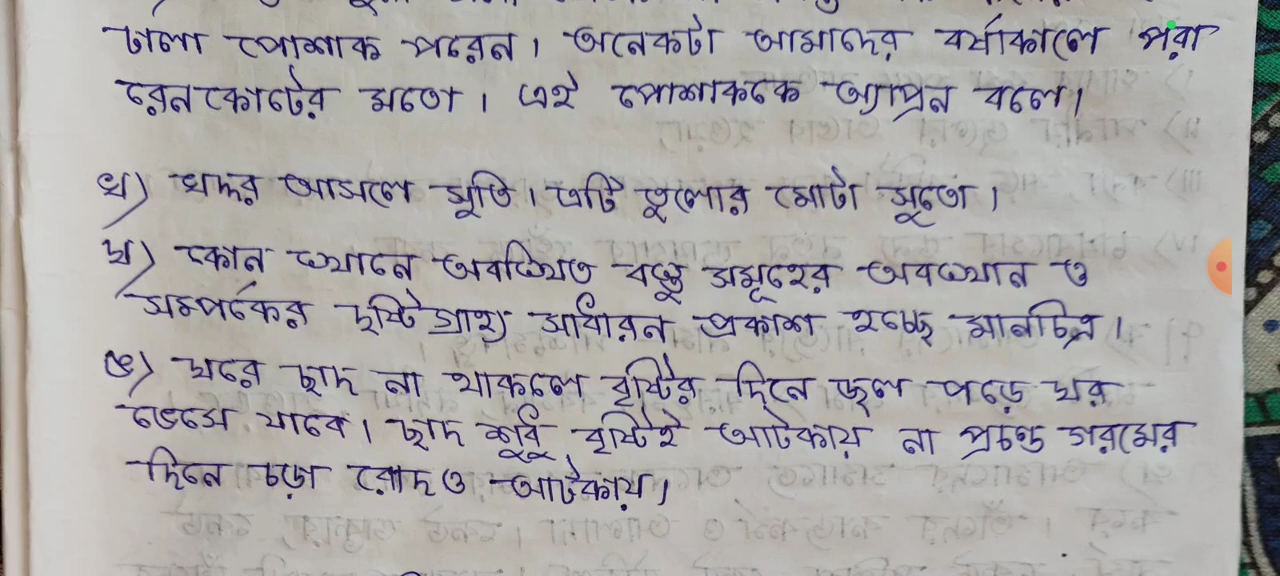 ঢালা পোশাক পরেন। অনেকটা আমাদের বর্ষাকালে পরা
রেনকোটের মতো। এই পোশাককে অ্যাপ্রন বলে।
খ) খদ্দর আসলে সুতি। এটি তুলোর মোটা সুতো।
ঘ) কোন স্থানে অবস্থিত বস্তু সমূহের অবস্থান ও
সম্পর্কের দৃষ্টিগ্রাহ্য সাধারন প্রকাশ হচ্ছে মানচিত্র।
ঙ) ঘরে ছাদ না থাকলে বৃষ্টির দিনে জল পড়ে ঘর
ভেসে যাবে। ছাদ শুধু বৃষ্টিই আটকায় না প্রচন্ড গরমের
দিনে চড়া রোদও আটকায়।